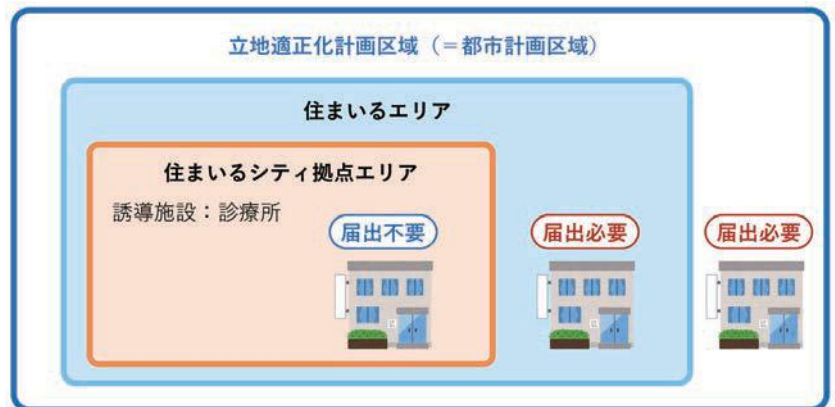 立地適正化計画区域（＝都市計画区域）
住まいるエリア
住まいるシティ拠点エリア
誘導施設：診療所
届出不要
届出必要
届出必要